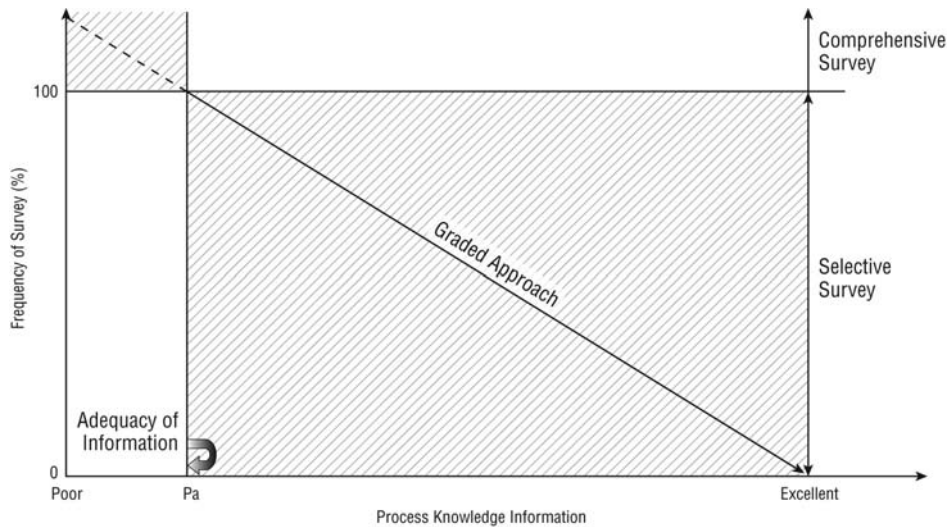 Comprehensive
Survey
100
Frequency of Survey (%)
Graded Approach
Selective
Survey
Adequacy of
Information
0
Poor
Pa
Excellent
Process Knowledge Information